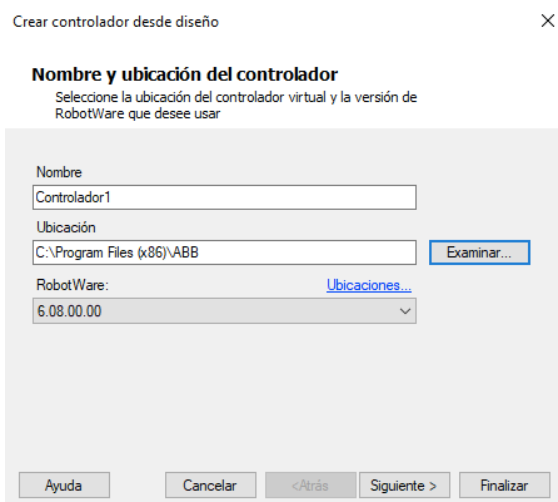 Crear controlador desde diseño
Nombre y ubicación del controlador
Seleccione la ubicación del controlador virtual y la versión de
RobotWare que desee usar
Nombre
Controlador1
Ubicación
C:\Program Files (x86)\ABB
Examinar...
RobotWare:
Ubicaciones...
6.08.00.00
Ayuda
Cancelar
<Atrás
Siguiente >
Finalizar